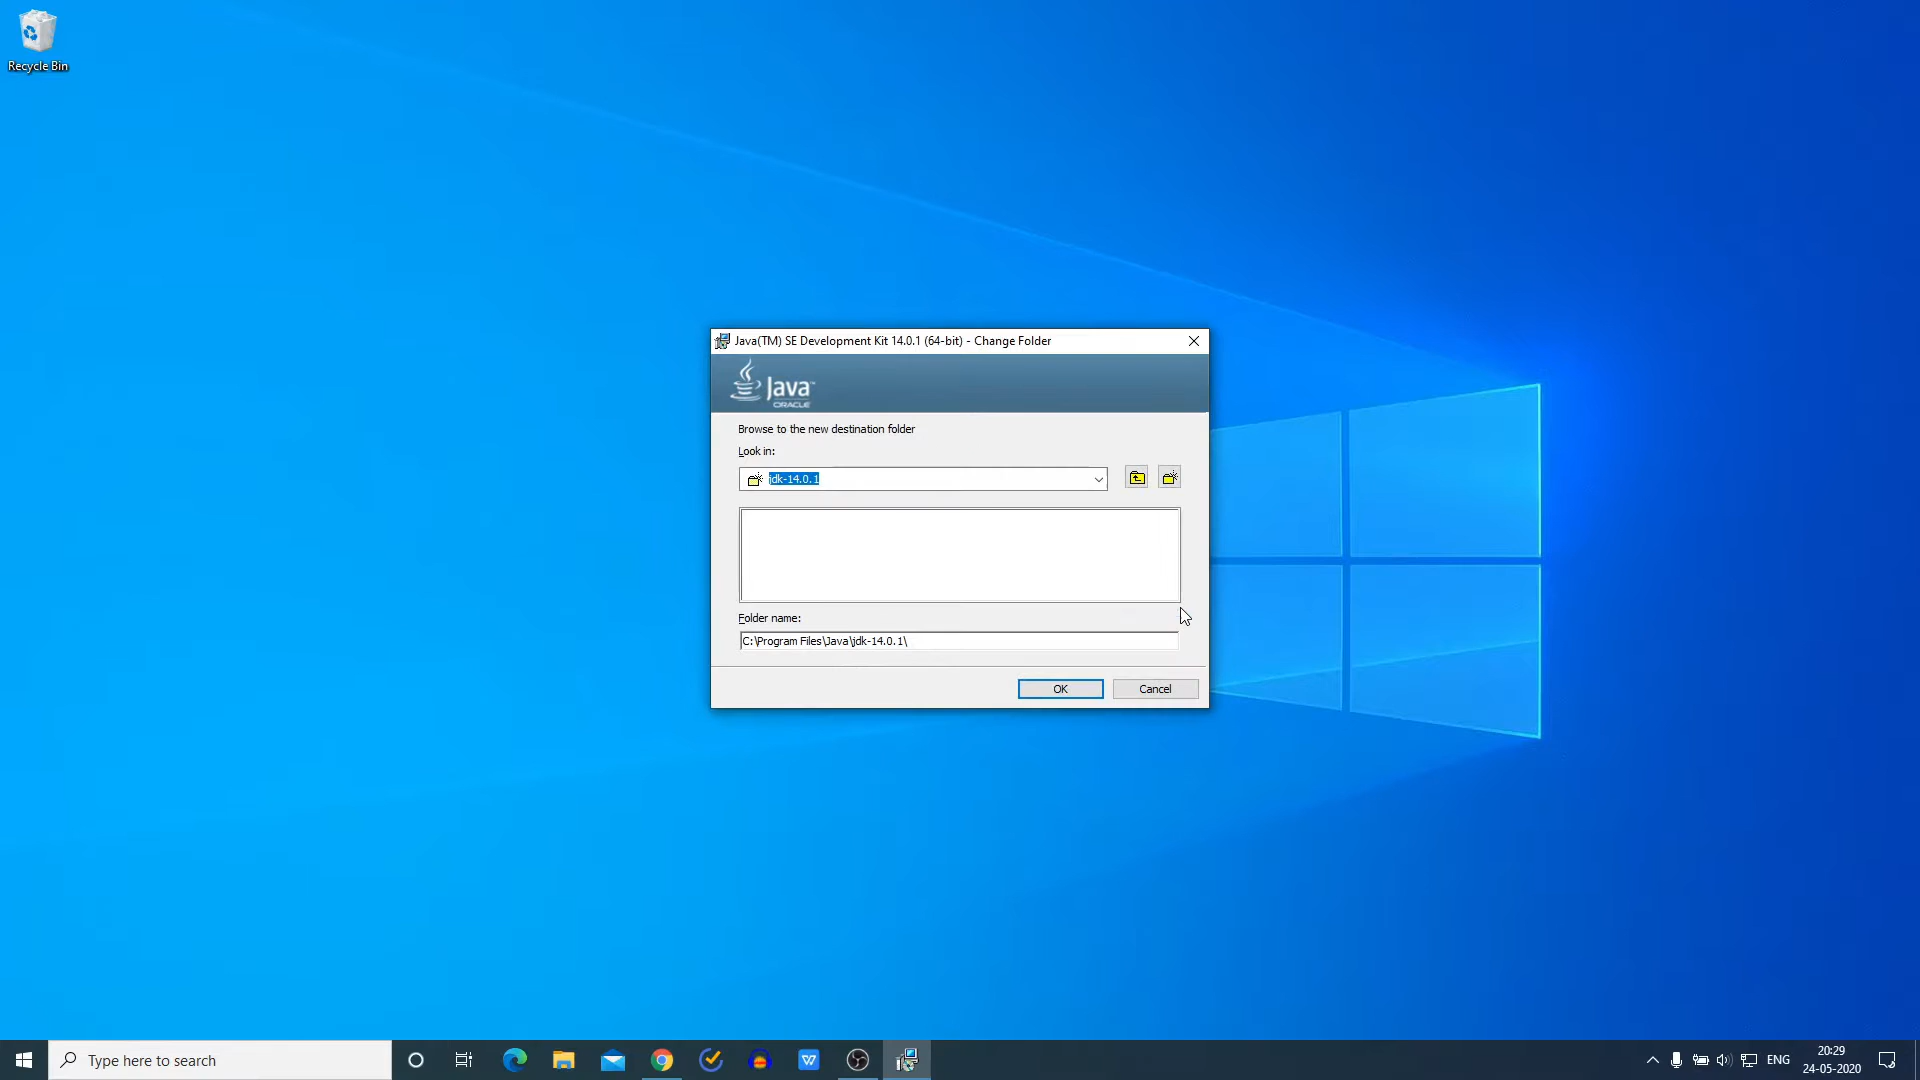 Recycle Bin
Java(TM) SE Development Kit 14.0.1 (64-bit) - Change Folder
Java™
ORACLE
Browse to the new destination folder
Look in:
jdk-14.0.1
Folder name:
C:\Program Files\Java\jdk-14.0.1\
OK
Cancel
Type here to search
W
ENG
20:29
24-05-2020